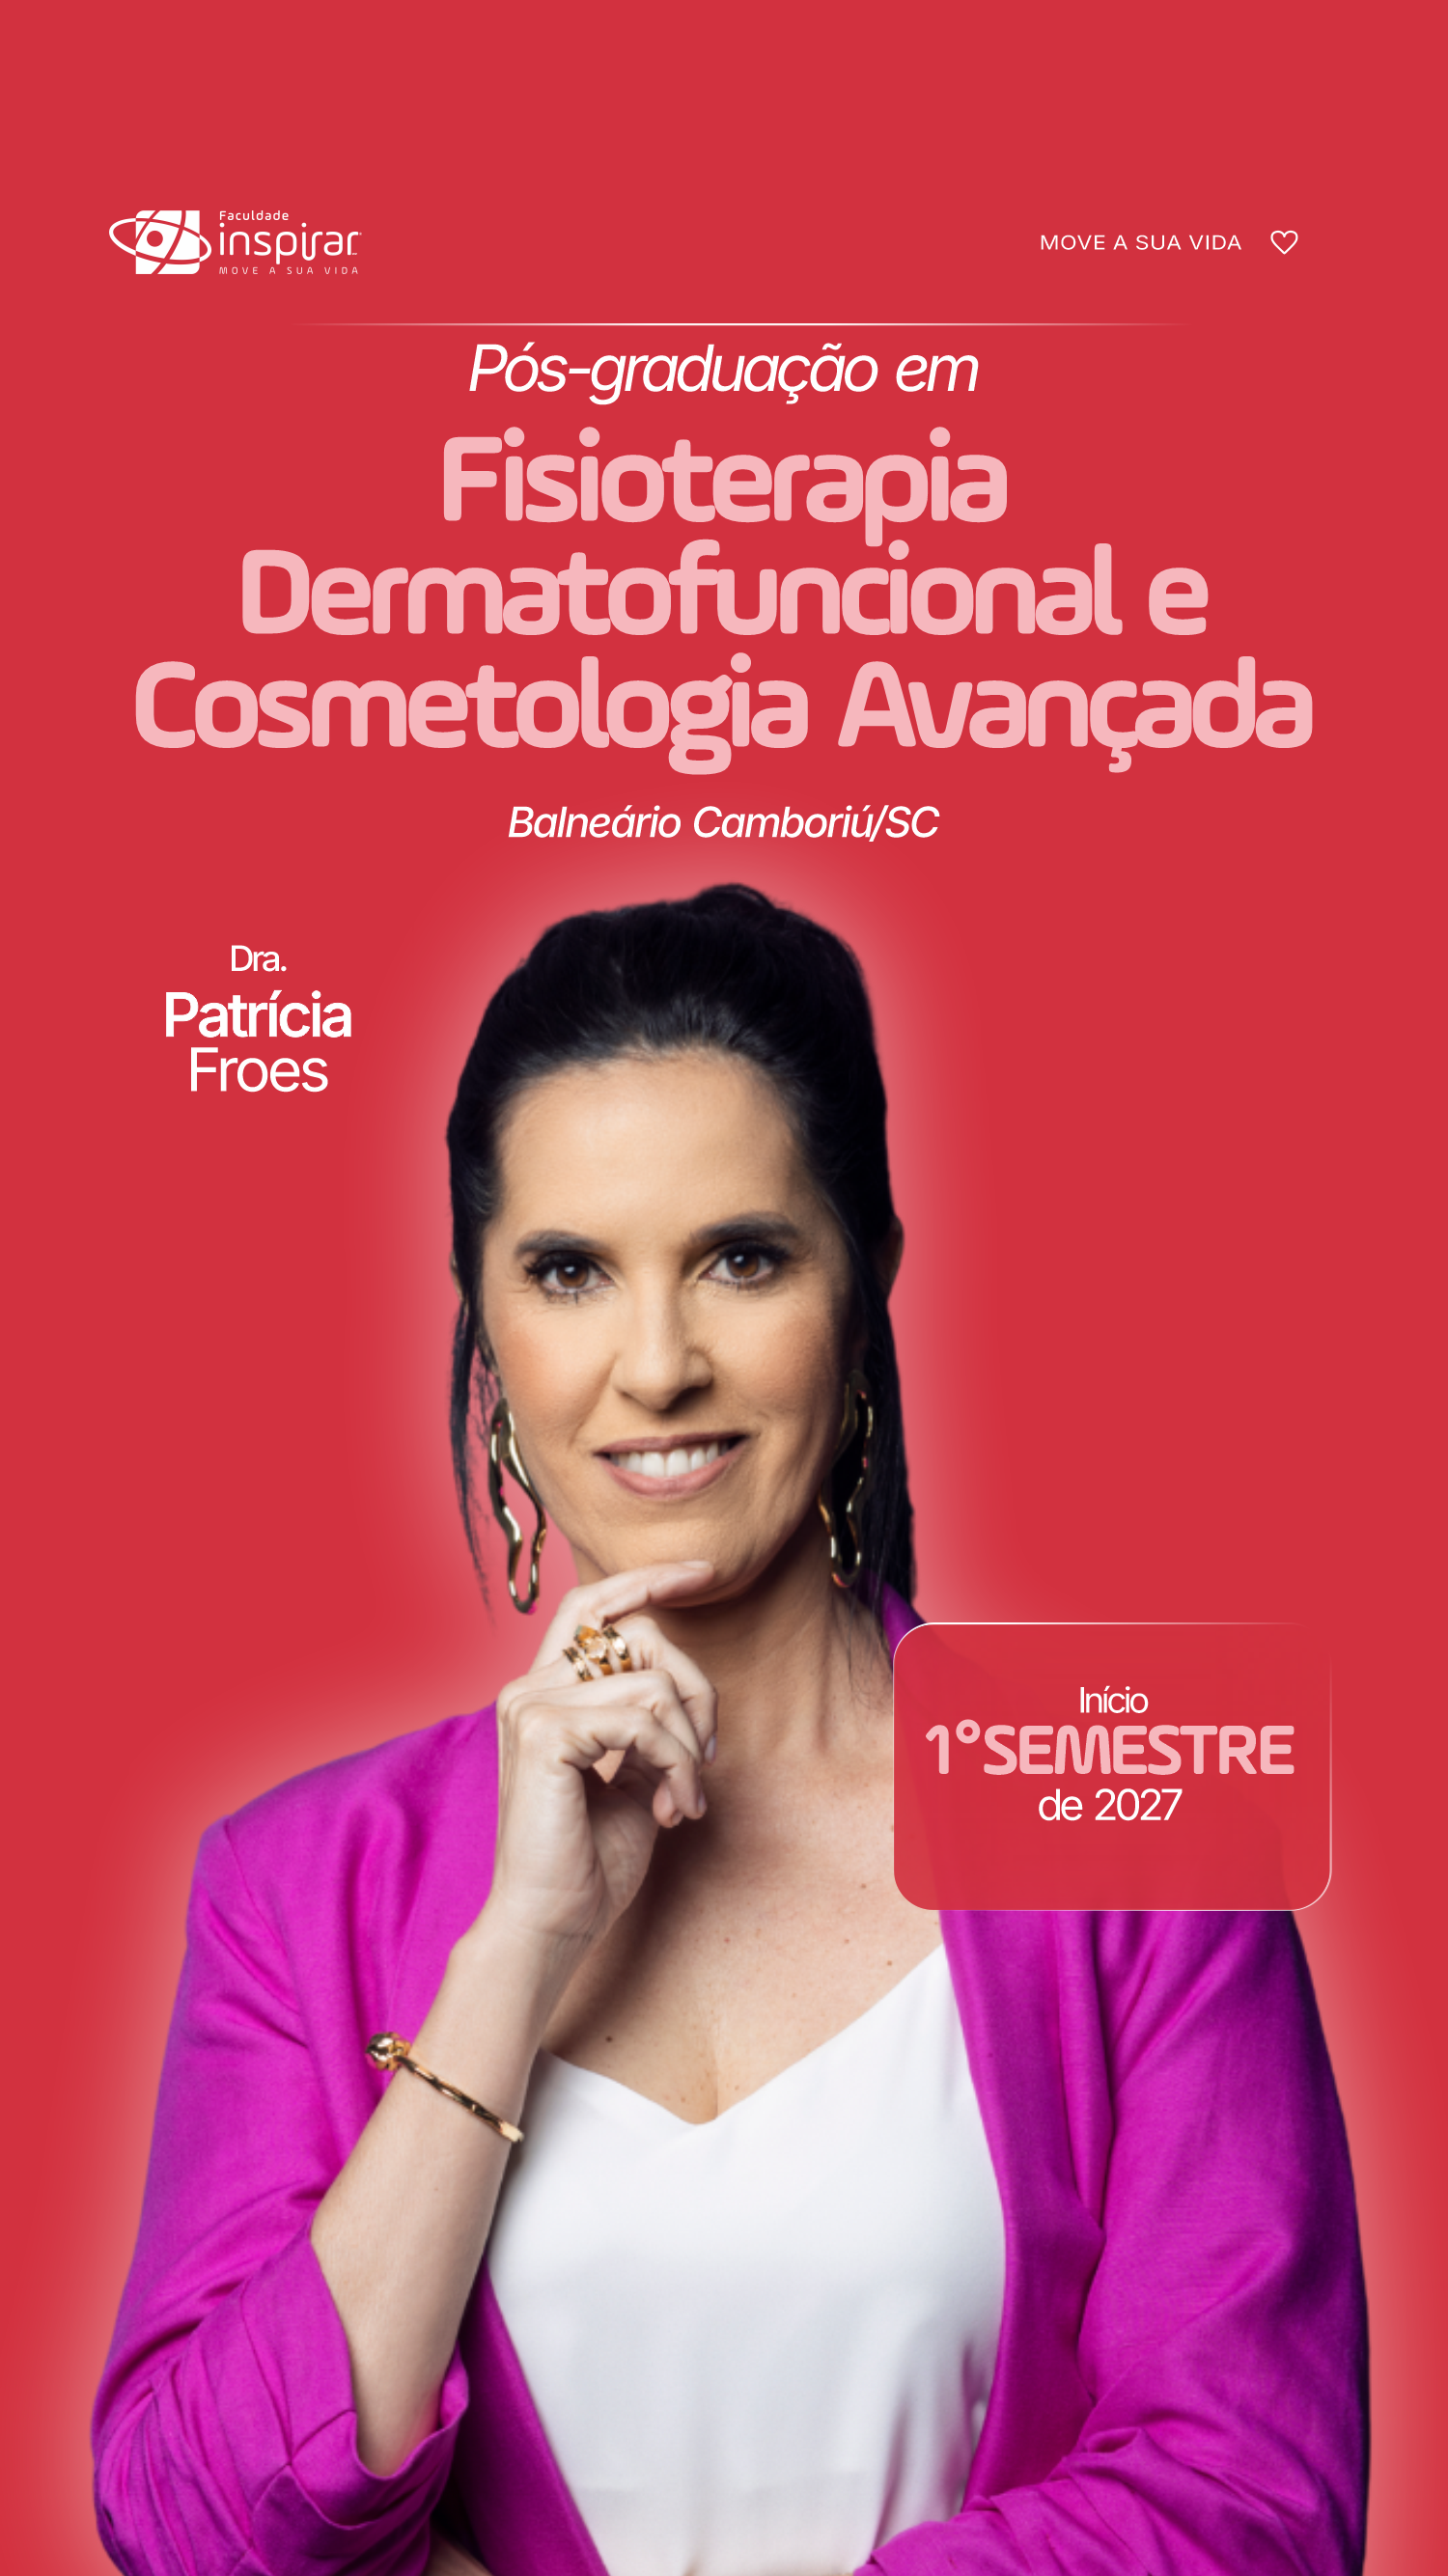 Faculdade
inspirar
MOVE A SUA VIDA
MOVE A SUA VIDA
Pós-graduação em
Fisioterapia
Dermatofuncional e
Cosmetologia Avançada
Balneário Camboriú/SC
Dra.
Patrícia
Froes
Início
1°SEMESTRE
de 2027